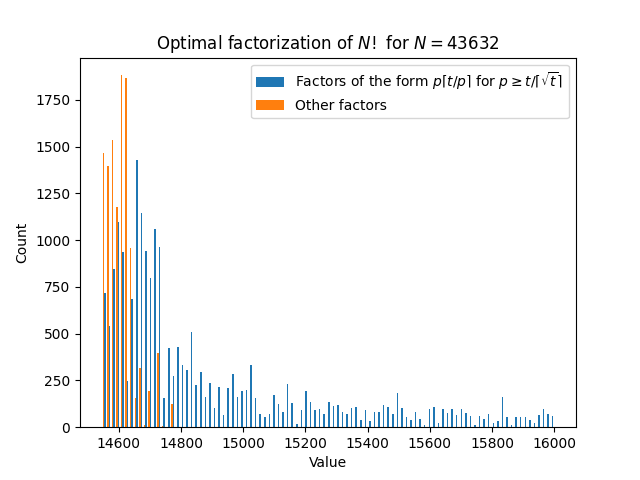 Optimal factorization of N! for N = 43632
Factors of the form p⌈t/p⌉ for p ≥ t/⌈√t⌉
Other factors
Count
1750
1500
1250
1000
750
500
250
0
14600 14800 15000 15200 15400 15600 15800 16000
Value